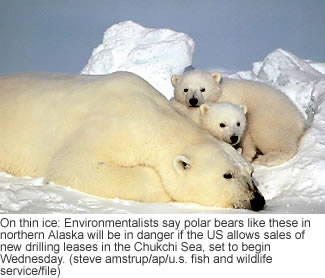 On thin ice: Environmentalists say polar bears like these in
northern Alaska will be in danger if the US allows sales of
new drilling leases in the Chukchi Sea, set to begin
Wednesday. (steve amstrup/ap/u.s. fish and wildlife
service/file)